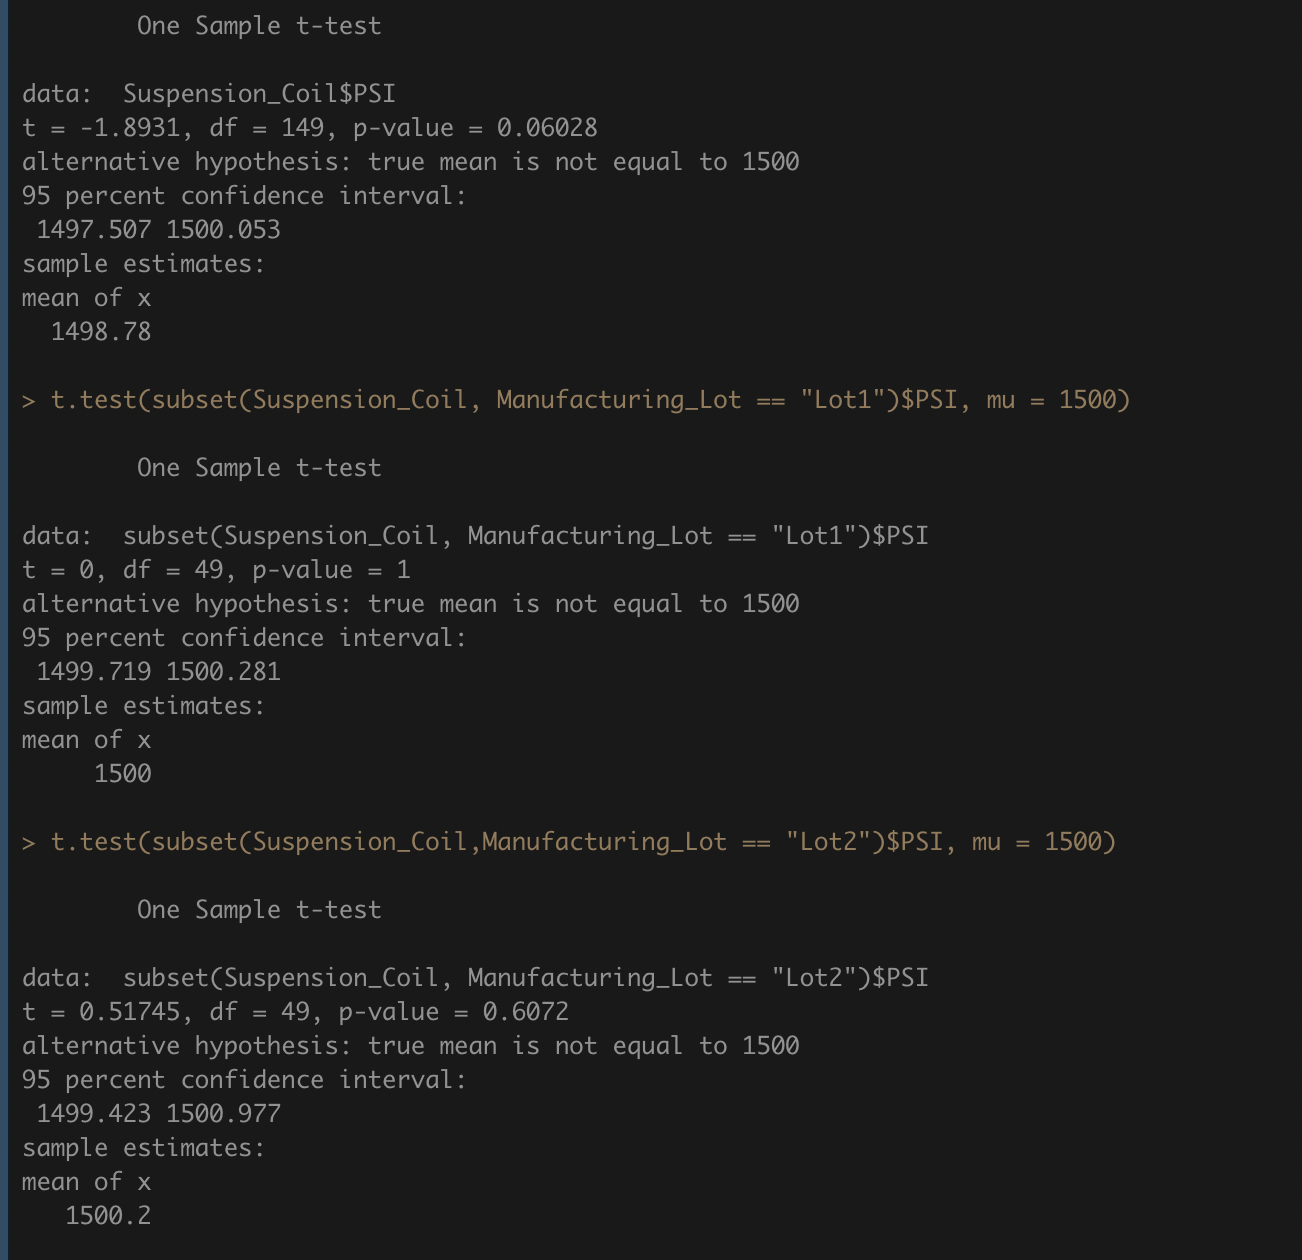 One Sample t-test
data:  Suspension_Coil$PSI
t = -1.8931, df = 149, p-value = 0.06028
alternative hypothesis: true mean is not equal to 1500
95 percent confidence interval:
 1497.507 1500.053
sample estimates:
mean of x
  1498.78
> t.test(subset(Suspension_Coil, Manufacturing_Lot == "Lot1")$PSI, mu = 1500)
One Sample t-test
data:  subset(Suspension_Coil, Manufacturing_Lot == "Lot1")$PSI
t = 0, df = 49, p-value = 1
alternative hypothesis: true mean is not equal to 1500
95 percent confidence interval:
 1499.719 1500.281
sample estimates:
mean of x
     1500
> t.test(subset(Suspension_Coil,Manufacturing_Lot == "Lot2")$PSI, mu = 1500)
One Sample t-test
data:  subset(Suspension_Coil, Manufacturing_Lot == "Lot2")$PSI
t = 0.51745, df = 49, p-value = 0.6072
alternative hypothesis: true mean is not equal to 1500
95 percent confidence interval:
 1499.423 1500.977
sample estimates:
mean of x
   1500.2